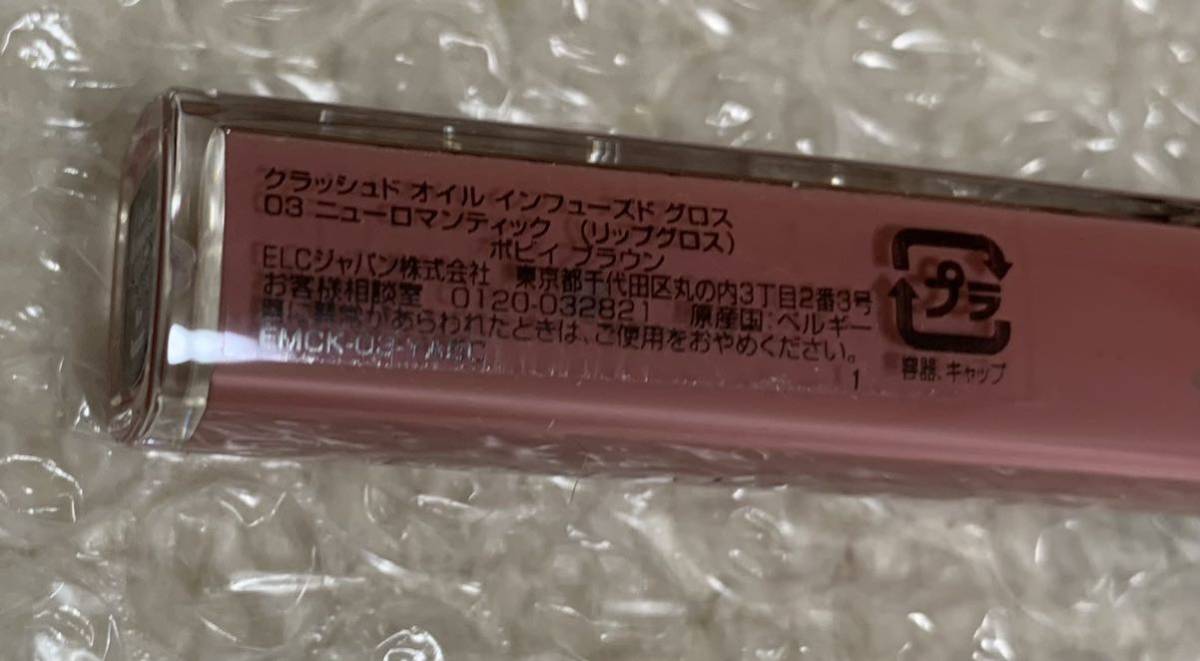 クラッシュド オイル インフューズド グロス
03 ニューロマンティック （リップグロス）
ボビイ ブラウン
ELCジャパン株式会社 東京都千代田区丸の内3丁目2番3号
お客様相談室 0120-032821 原産国:ベルギー
異常があらわれたときは、ご使用をおやめください。
EMCK-03-
1
プラ
容器、キャップ